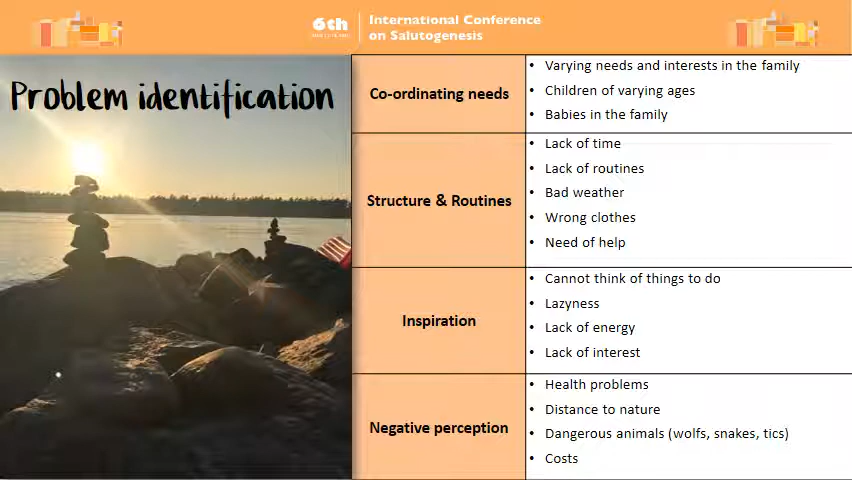 6th
International Conference
on Salutogenesis
Problem identification
Co-ordinating needs
• Varying needs and interests in the family
• Children of varying ages
• Babies in the family
Structure & Routines
• Lack of time
• Lack of routines
• Bad weather
• Wrong clothes
• Need of help
Inspiration
• Cannot think of things to do
• Lazyness
• Lack of energy
• Lack of interest
Negative perception
• Health problems
• Distance to nature
• Dangerous animals (wolfs, snakes, tics)
• Costs